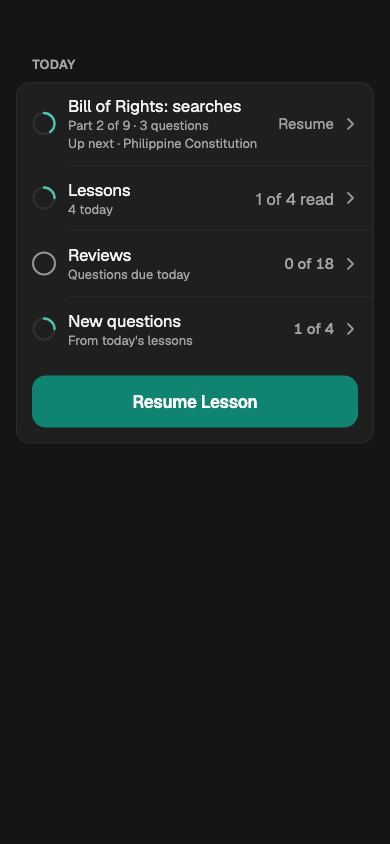 TODAY
Bill of Rights: searches
Part 2 of 9 · 3 questions
Up next · Philippine Constitution
Resume
Lessons
4 today
1 of 4 read
Reviews
Questions due today
0 of 18
New questions
From today's lessons
1 of 4
Resume Lesson